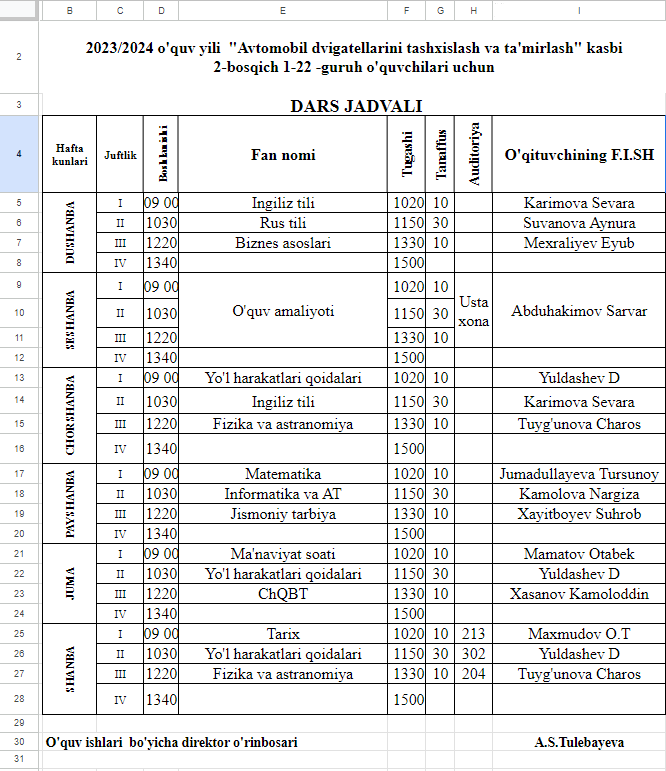 B C D E F G H I
2 2023/2024 o'quv yili "Avtomobil dvigatellarini tashxislash va ta'mirlash" kasbi
2-bosqich 1-22 -guruh o'quvchilari uchun
3 DARS JADVALI
4 Hafta kunlari Juftlik Boshlanishi Fan nomi Tugashi Tanaffus Auditoriya O'qituvchining F.I.SH
DUSHANBA
5 I 09 00 Ingiliz tili 1020 10 Karimova Sevara
6 II 1030 Rus tili 1150 30 Suvanova Aynura
7 III 1220 Biznes asoslari 1330 10 Mexraliyev Eyub
8 IV 1340 1500
SESHANBA
9 I 09 00 1020 10
10 II 1030 O'quv amaliyoti 1150 30 Usta xona Abduhakimov Sarvar
11 III 1220 1330 10
12 IV 1340 1500
CHORSHANBA
13 I 09 00 Yo'l harakatlari qoidalari 1020 10 Yuldashev D
14 II 1030 Ingiliz tili 1150 30 Karimova Sevara
15 III 1220 Fizika va astranomiya 1330 10 Tuyg'unova Charos
16 IV 1340 1500
PAYSHANBA
17 I 09 00 Matematika 1020 10 Jumadullayeva Tursunoy
18 II 1030 Informatika va AT 1150 30 Kamolova Nargiza
19 III 1220 Jismoniy tarbiya 1330 10 Xayitboyev Suhrob
20 IV 1340 1500
JUMA
21 I 09 00 Ma'naviyat soati 1020 10 Mamatov Otabek
22 II 1030 Yo'l harakatlari qoidalari 1150 30 Yuldashev D
23 III 1220 ChQBT 1330 10 Xasanov Kamoloddin
24 IV 1340 1500
SHANBA
25 I 09 00 Tarix 1020 10 213 Maxmudov O.T
26 II 1030 Yo'l harakatlari qoidalari 1150 30 302 Yuldashev D
27 III 1220 Fizika va astranomiya 1330 10 204 Tuyg'unova Charos
28 IV 1340 1500
29
30 O'quv ishlari bo'yicha direktor o'rinbosari A.S.Tulebayeva
31